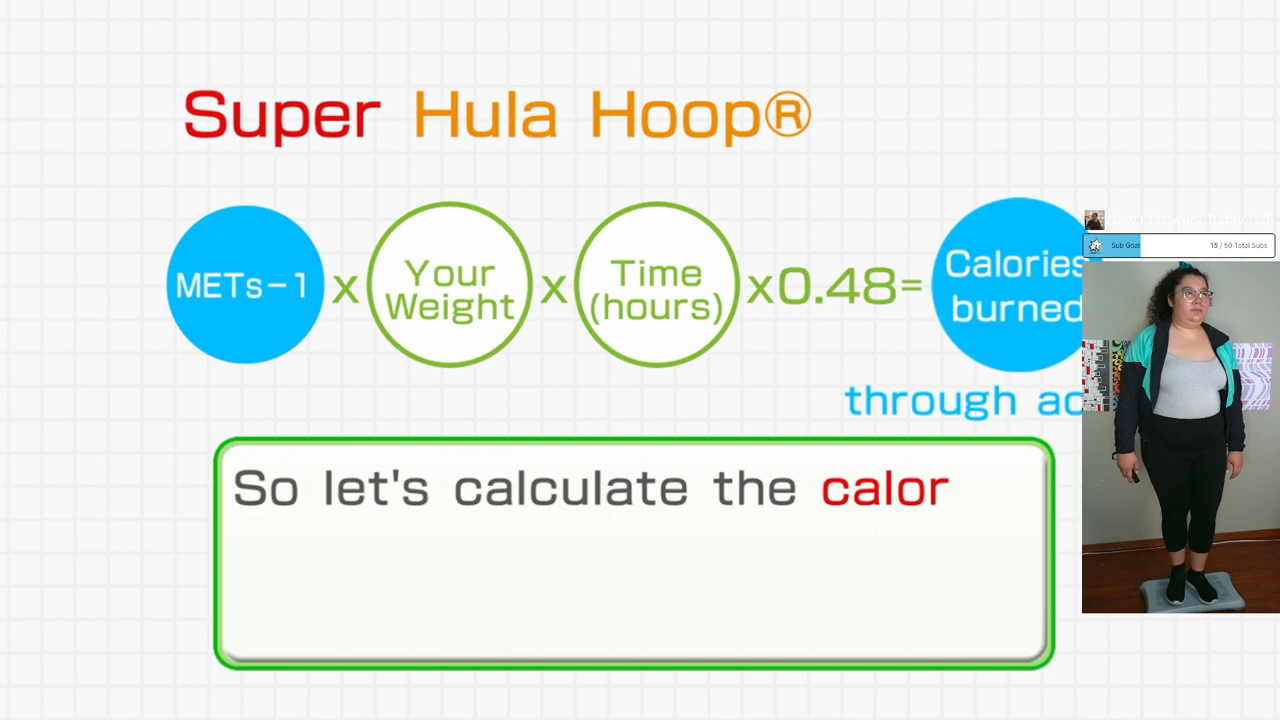 Super Hula Hoop®
METs-1 x Your Weight x Time (hours) x0.48= Calories burned
through ac
Sub Goal 15 / 50 Total Subs
So let's calculate the calor